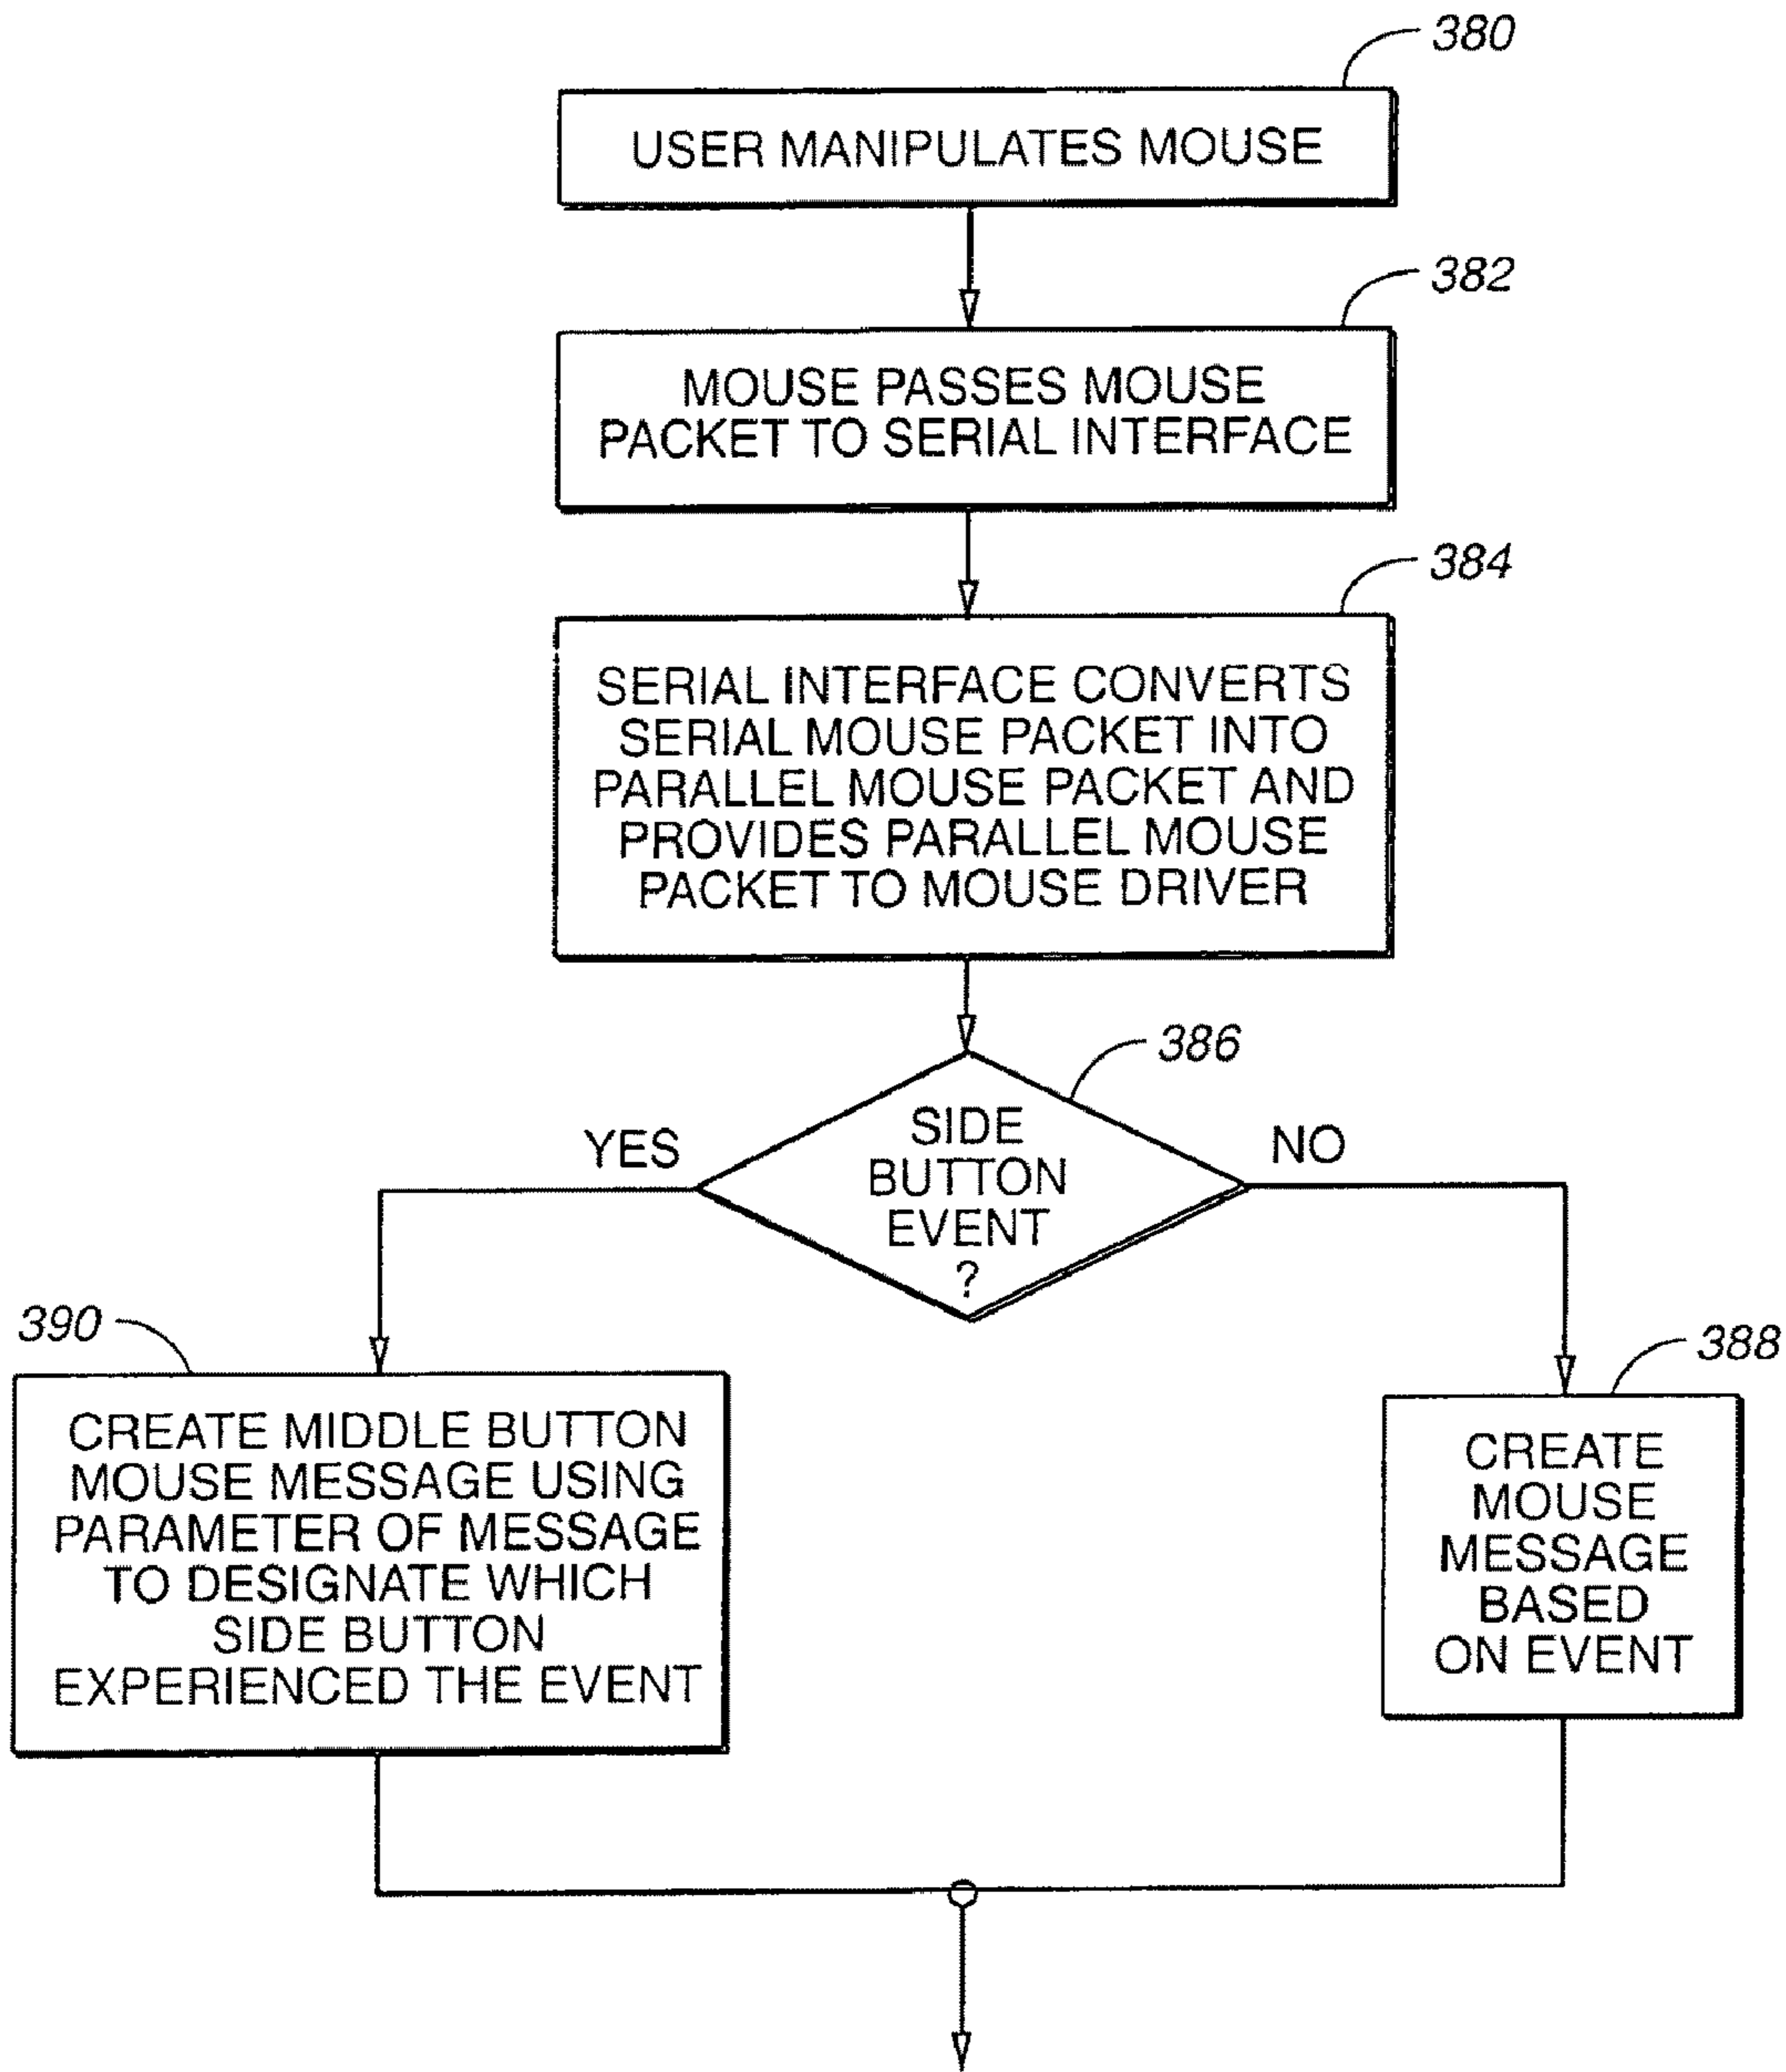 380
USER MANIPULATES MOUSE
382
MOUSE PASSES MOUSE
PACKET TO SERIAL INTERFACE
384
SERIAL INTERFACE CONVERTS
SERIAL MOUSE PACKET INTO
PARALLEL MOUSE PACKET AND
PROVIDES PARALLEL MOUSE
PACKET TO MOUSE DRIVER
386
SIDE
BUTTON
EVENT
?
YES
NO
390
CREATE MIDDLE BUTTON
MOUSE MESSAGE USING
PARAMETER OF MESSAGE
TO DESIGNATE WHICH
SIDE BUTTON
EXPERIENCED THE EVENT
388
CREATE
MOUSE
MESSAGE
BASED
ON EVENT